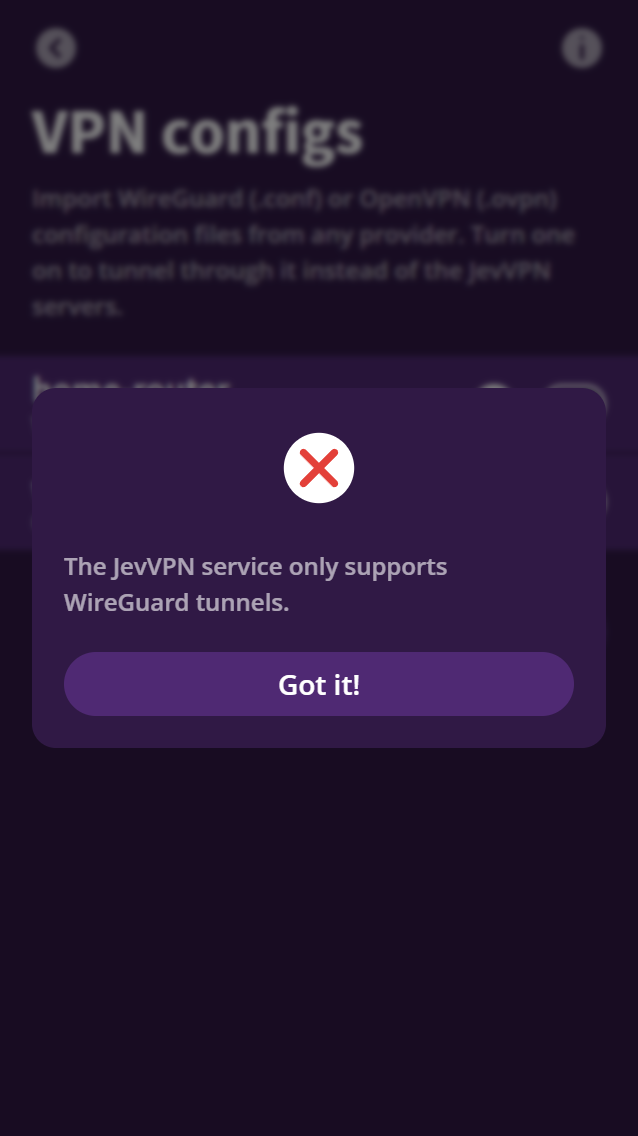 VPN configs
Import WireGuard (.conf) or OpenVPN (.ovpn)
configuration files from any provider. Turn one
on to tunnel through it instead of the JevVPN
servers.
The JevVPN service only supports
WireGuard tunnels.
Got it!